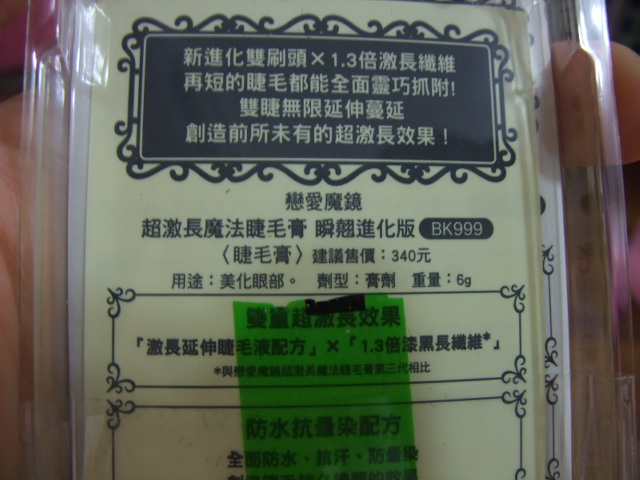 新進化雙刷頭×1.3倍激長纖維
再短的睫毛都能全面靈巧抓附!
雙睫無限延伸蔓延
創造前所未有的超激長效果！
戀愛魔鏡
超激長魔法睫毛膏 瞬翹進化版 BK999
〈睫毛膏〉建議售價：340元
用途：美化眼部。 劑型：膏劑 重量：6g
雙重超激長效果
「激長延伸睫毛液配方」×「1.3倍漆黑長纖維*」
*與戀愛魔鏡超激長魔法睫毛膏第三代相比
防水抗暈染配方
全面防水、抗汗、防暈染